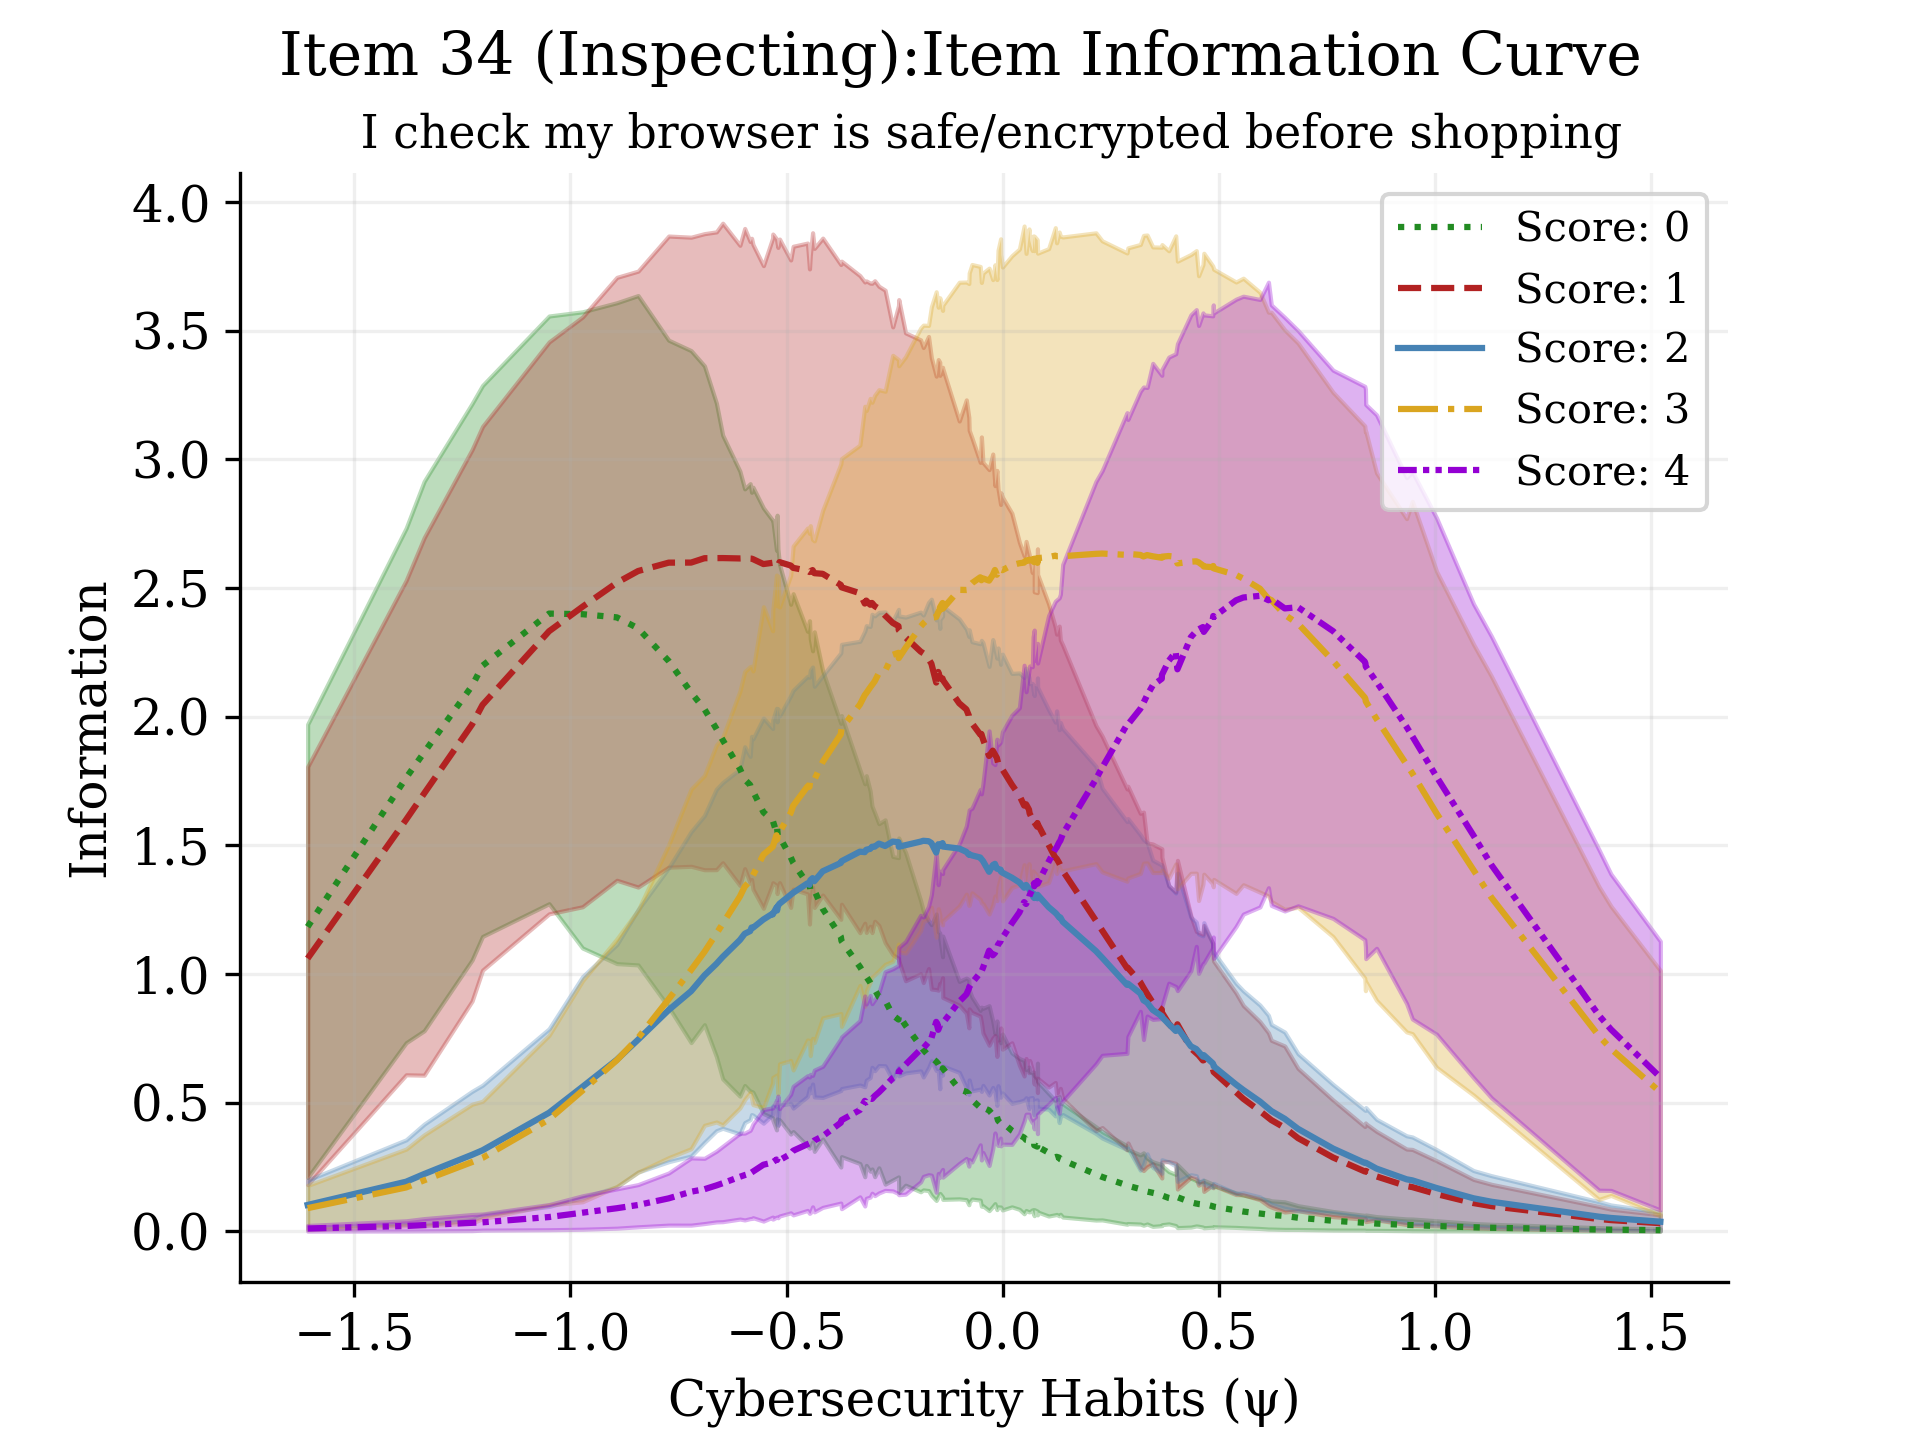 Item 34 (Inspecting):Item Information Curve
I check my browser is safe/encrypted before shopping
4.0
3.5
3.0
2.5
2.0
1.5
1.0
0.5
0.0
Information
Score: 0
Score: 1
Score: 2
Score: 3
Score: 4
−1.5
−1.0
−0.5
0.0
0.5
1.0
1.5
Cybersecurity Habits (ψ)